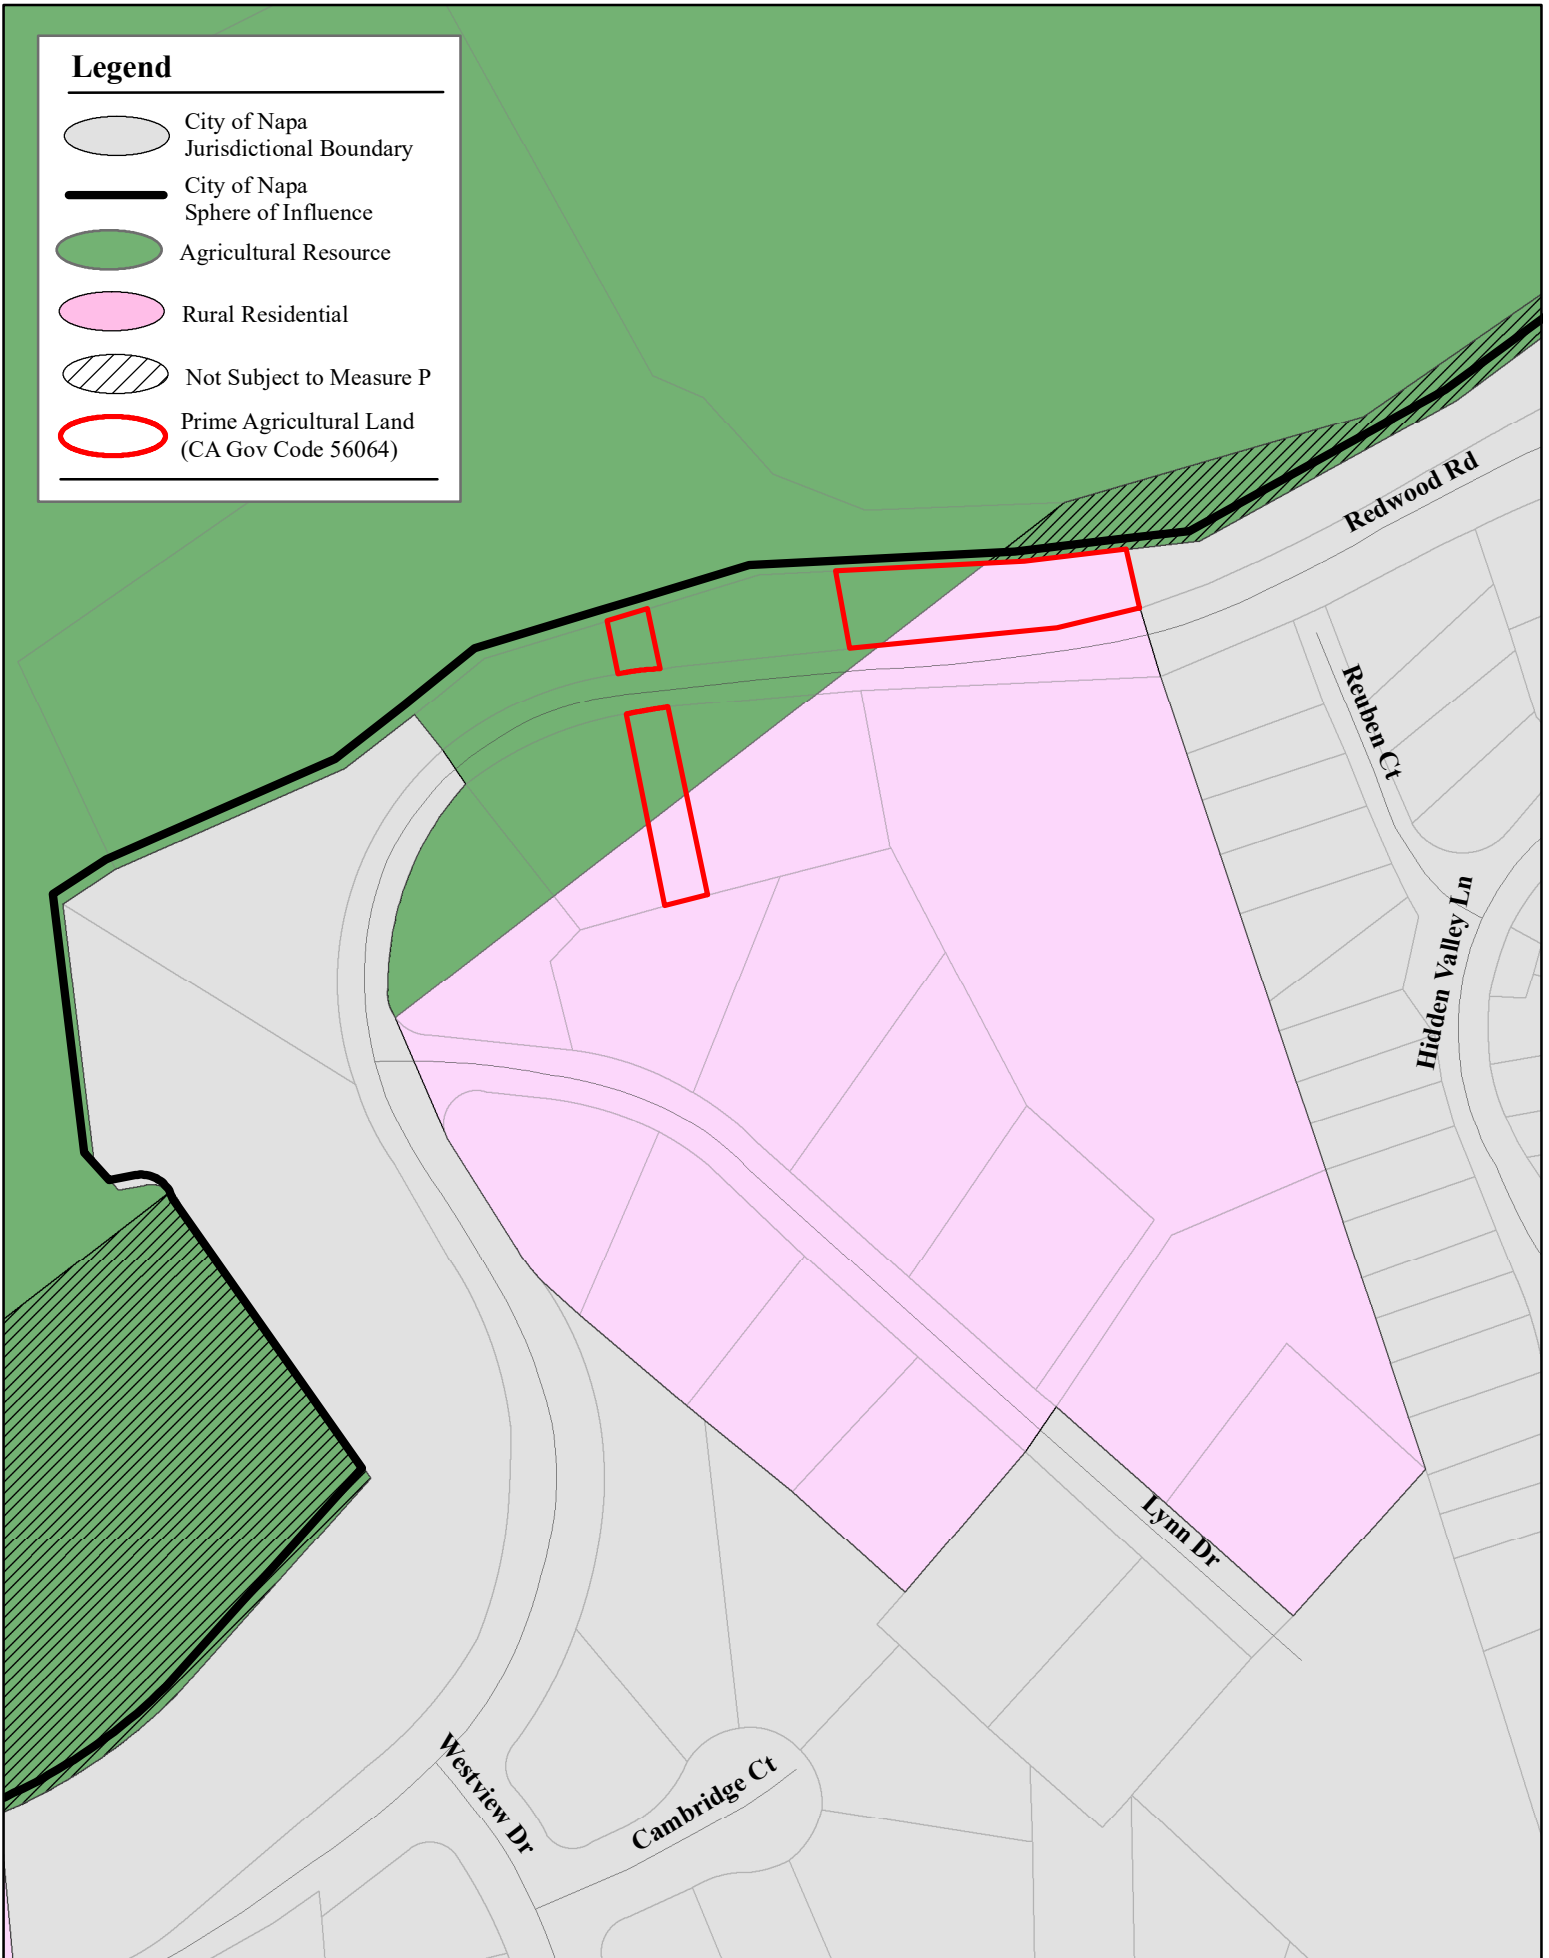 Legend
City of Napa
Jurisdictional Boundary
City of Napa
Sphere of Influence
Agricultural Resource
Rural Residential
Not Subject to Measure P
Prime Agricultural Land
(CA Gov Code 56064)
Redwood Rd
Reuben Ct
Hidden Valley Ln
Lynn Dr
Westview Dr
Cambridge Ct